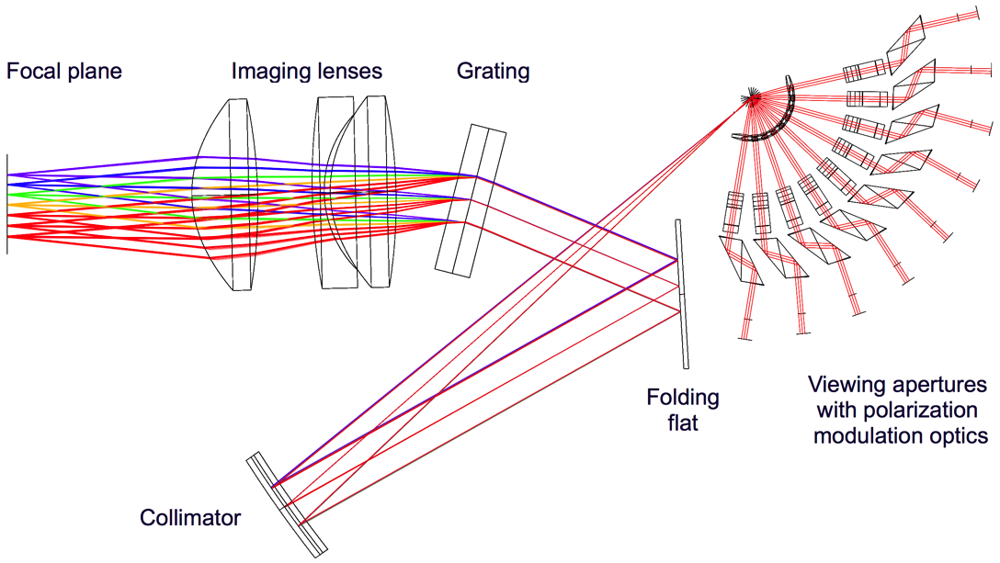 Focal plane
Imaging lenses
Grating
Folding
flat
Viewing apertures
with polarization
modulation optics
Collimator